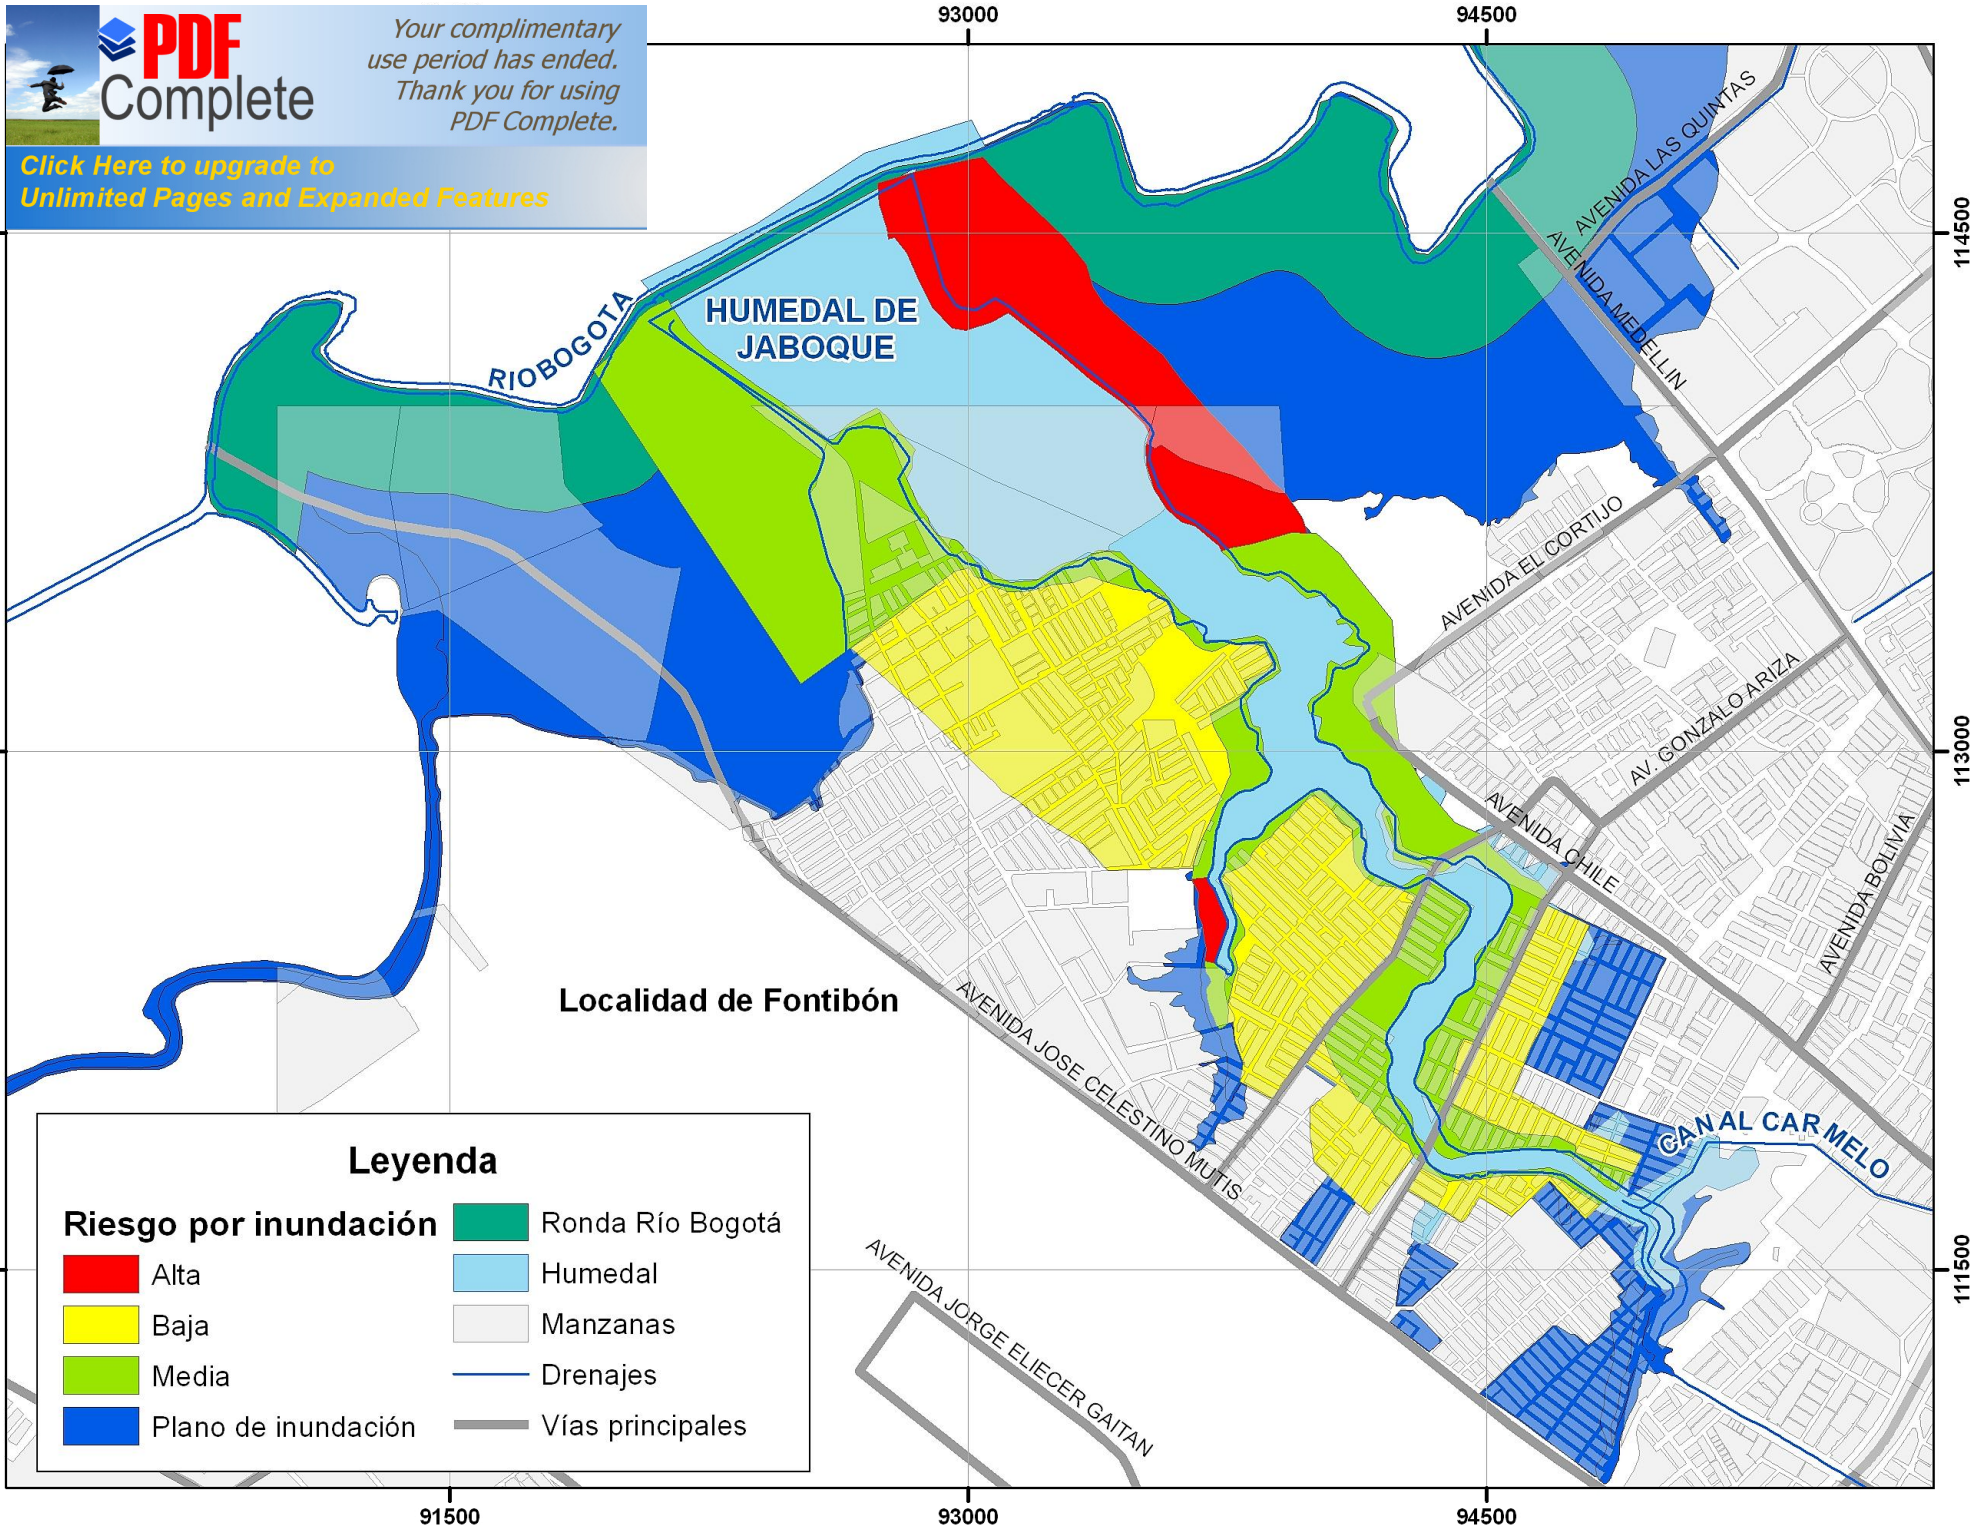 PDF
Complete
Your complimentary
use period has ended.
Thank you for using
PDF Complete.
Click Here to upgrade to
Unlimited Pages and Expanded Features
93000
94500
114500
113000
111500
91500
93000
94500
RIO BOGOTA
HUMEDAL DE
JABOQUE
AVENIDA LAS QUINTAS
AVENIDA MEDELLIN
AVENIDA EL CORTIJO
AV. GONZALO ARIZA
AVENIDA CHILE
AVENIDA BOLIVIA
Localidad de Fontibón
AVENIDA JOSE CELESTINO MUTIS
CANAL CARMELO
AVENIDA JORGE ELIECER GAITAN
Leyenda
Riesgo por inundación
Alta
Baja
Media
Plano de inundación
Ronda Río Bogotá
Humedal
Manzanas
Drenajes
Vías principales